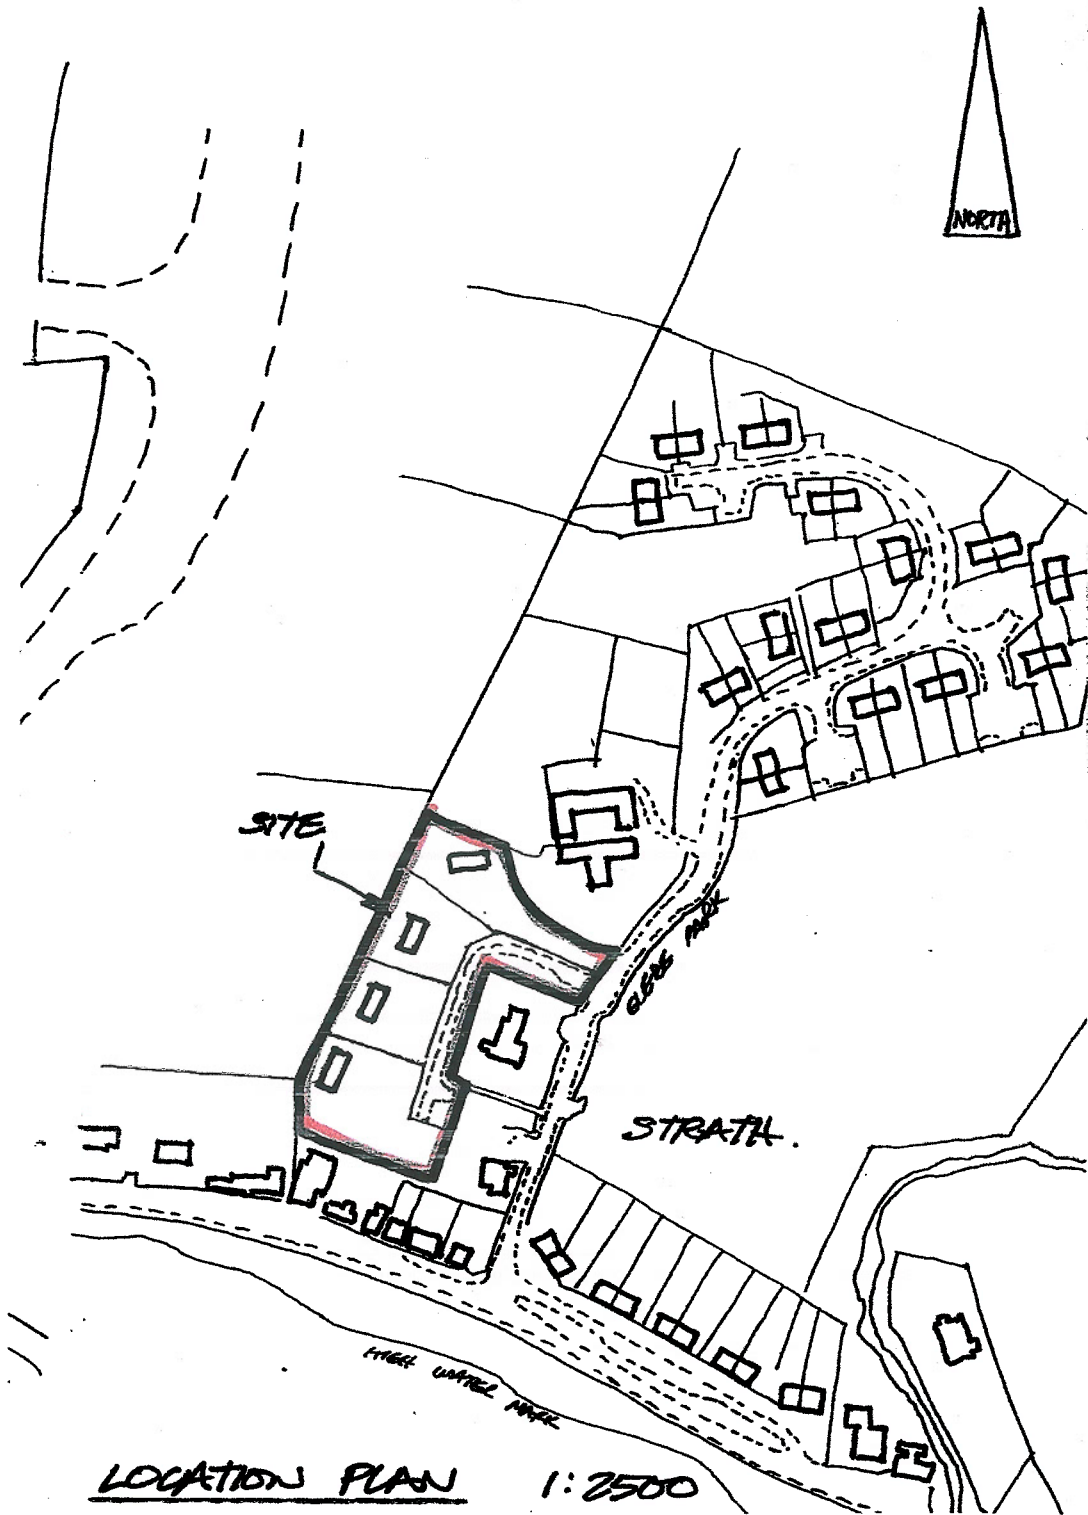 NORTH
SITE
GLEBE PARK
STRATH.
HIGH WATER MARK
LOCATION PLAN 1:2500